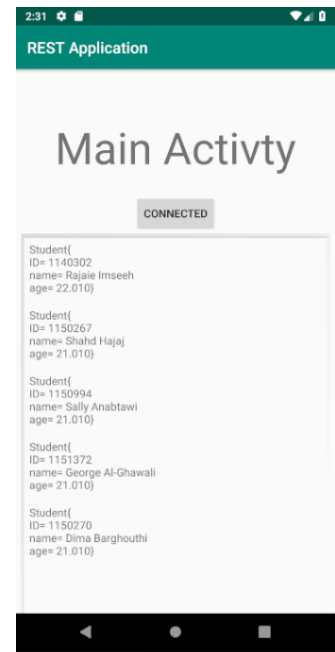 2:31
REST Application
Main Activty
CONNECTED
Student{
ID= 1140302
name= Rajaie Imseeh
age= 22.010}
Student{
ID= 1150267
name= Shahd Hajaj
age= 21.010}
Student{
ID= 1150994
name= Sally Anabtawi
age= 21.010}
Student{
ID= 1151372
name= George Al-Ghawali
age= 21.010}
Student{
ID= 1150270
name= Dima Barghouthi
age= 21.010}